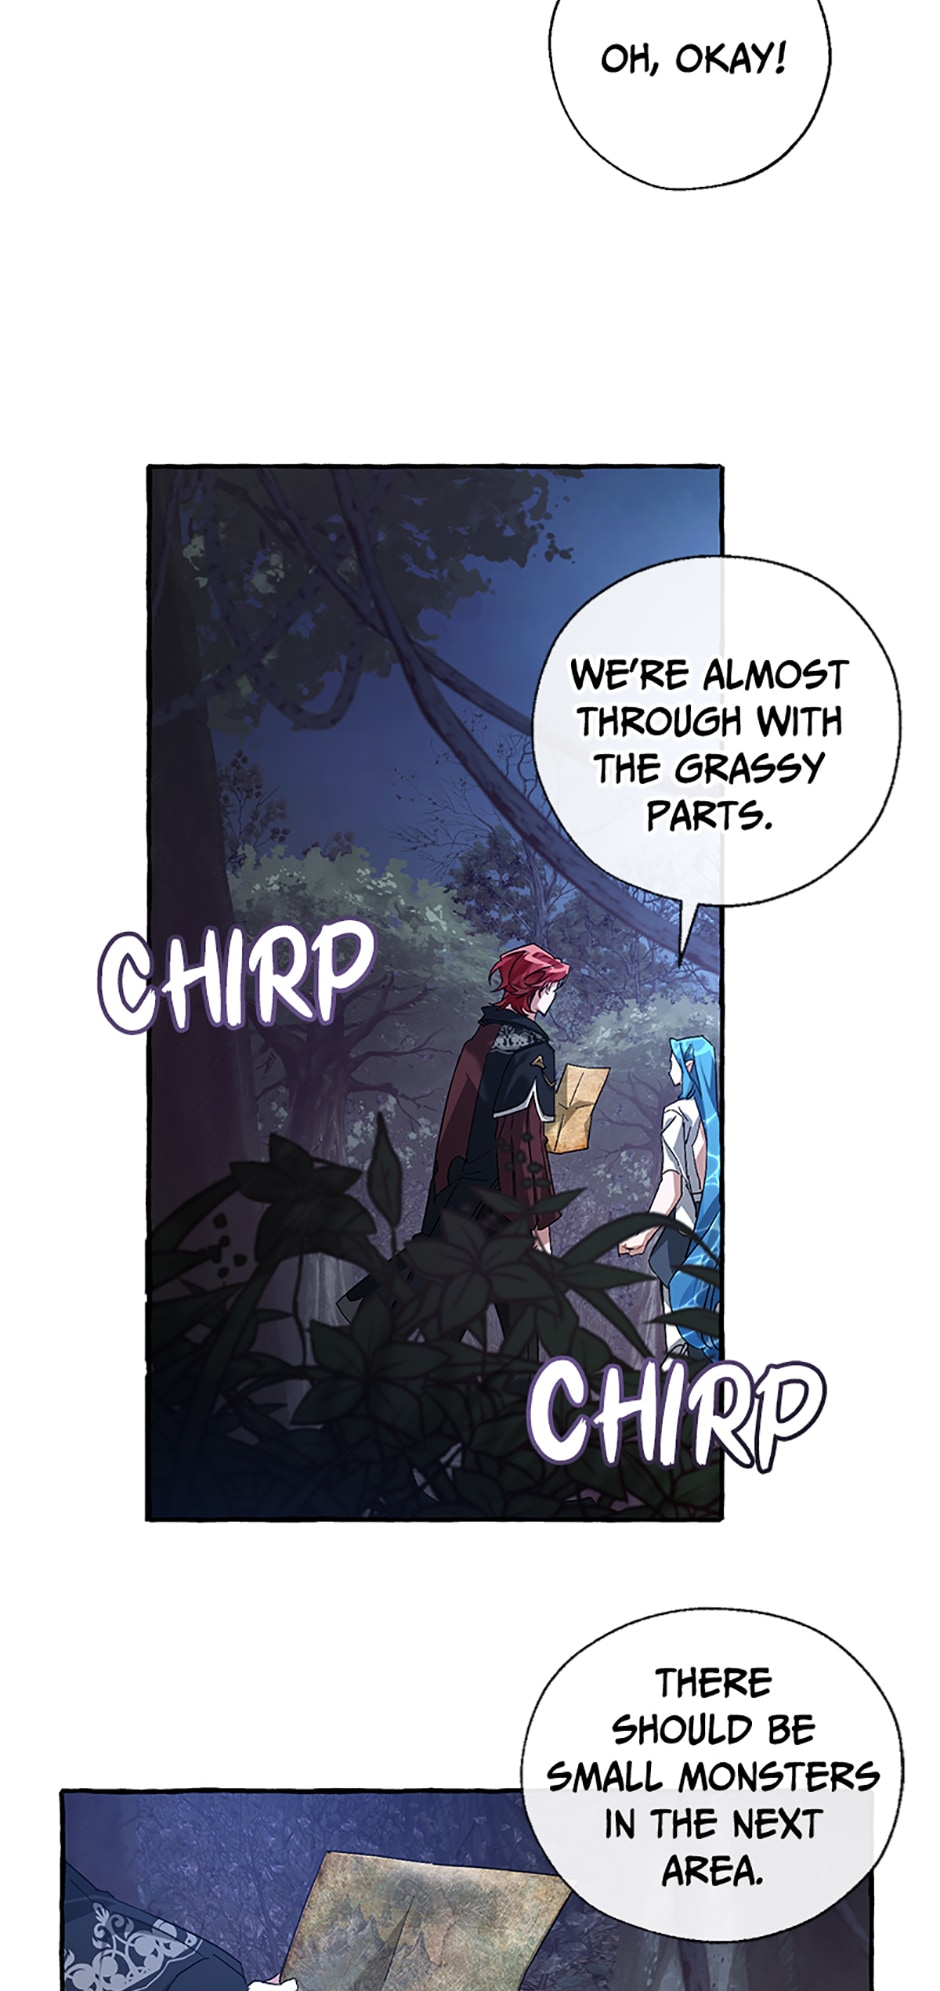 OH, OKAY!
WE'RE ALMOST
THROUGH WITH
THE GRASSY
PARTS.
CHIRP
CHIRP
THERE
SHOULD BE
SMALL MONSTERS
IN THE NEXT
AREA.